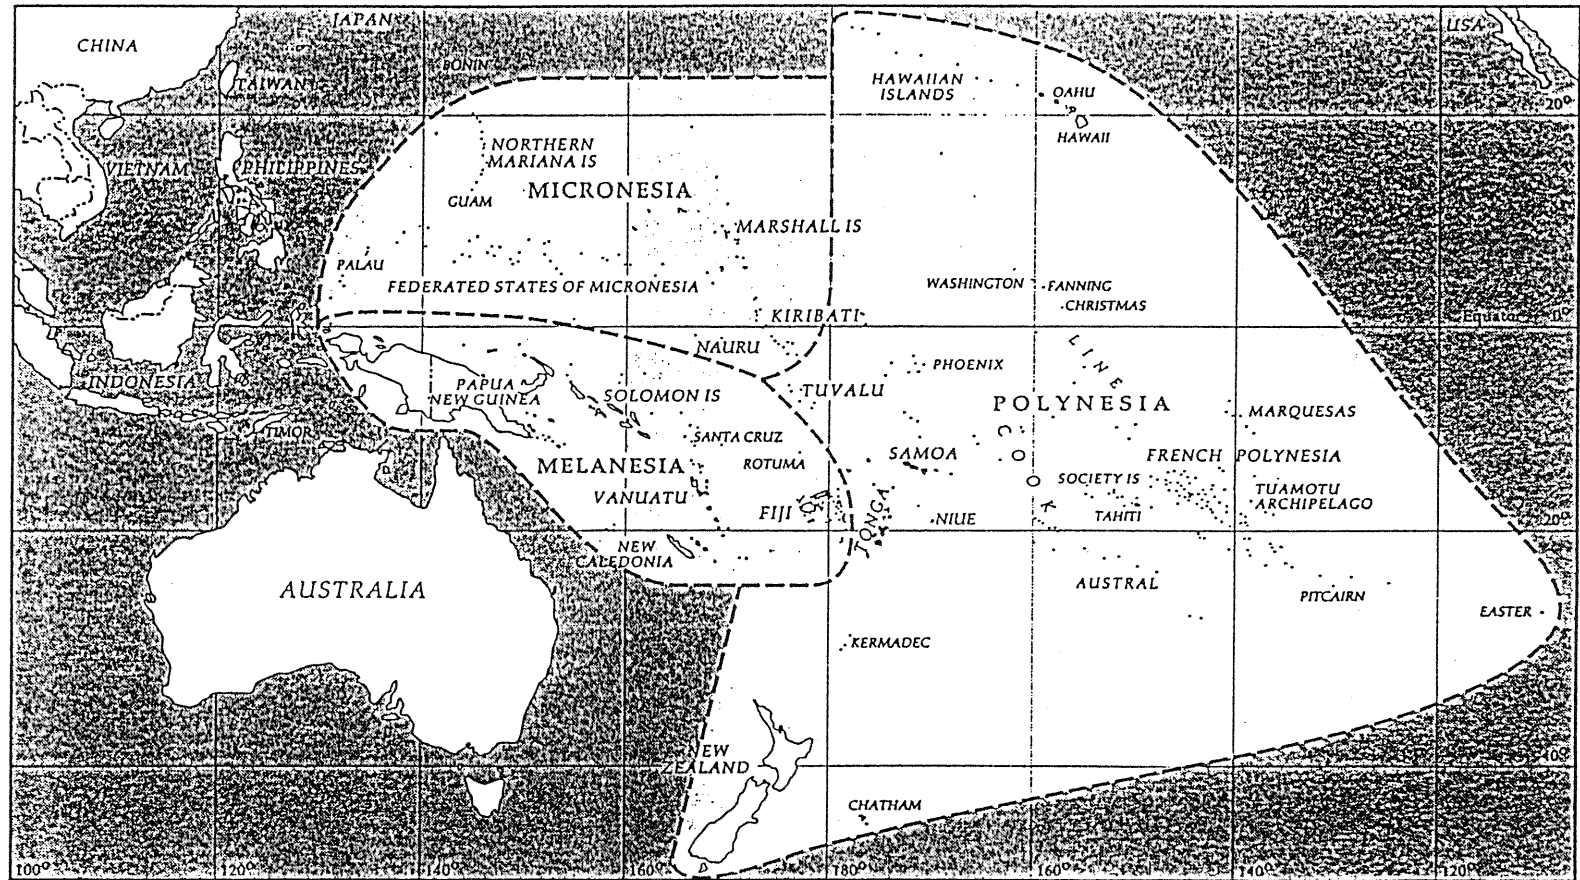 JAPAN
USA
CHINA
BONIN
TAIWAN
HAWAIIAN
ISLANDS
OAHU
20°
HAWAII
NORTHERN
MARIANA IS
VIETNAM
PHILIPPINES
MICRONESIA
GUAM
MARSHALL IS
PALAU
FEDERATED STATES OF MICRONESIA
WASHINGTON
FANNING
CHRISTMAS
KIRIBATI
Equator 0°
NAURU
LINE
PHOENIX
INDONESIA
PAPUA
NEW GUINEA
SOLOMON IS
TUVALU
POLYNESIA
MARQUESAS
TIMOR
SANTA CRUZ
COOK
MELANESIA
ROTUMA
SAMOA
FRENCH POLYNESIA
VANUATU
SOCIETY IS
TUAMOTU
ARCHIPELAGO
FIJI
TONGA
NIUE
TAHITI
20°
NEW
CALEDONIA
AUSTRALIA
AUSTRAL
PITCAIRN
EASTER
KERMADEC
NEW
ZEALAND
40°
CHATHAM
100° 120° 140° 160° 180° 160° 140° 120°